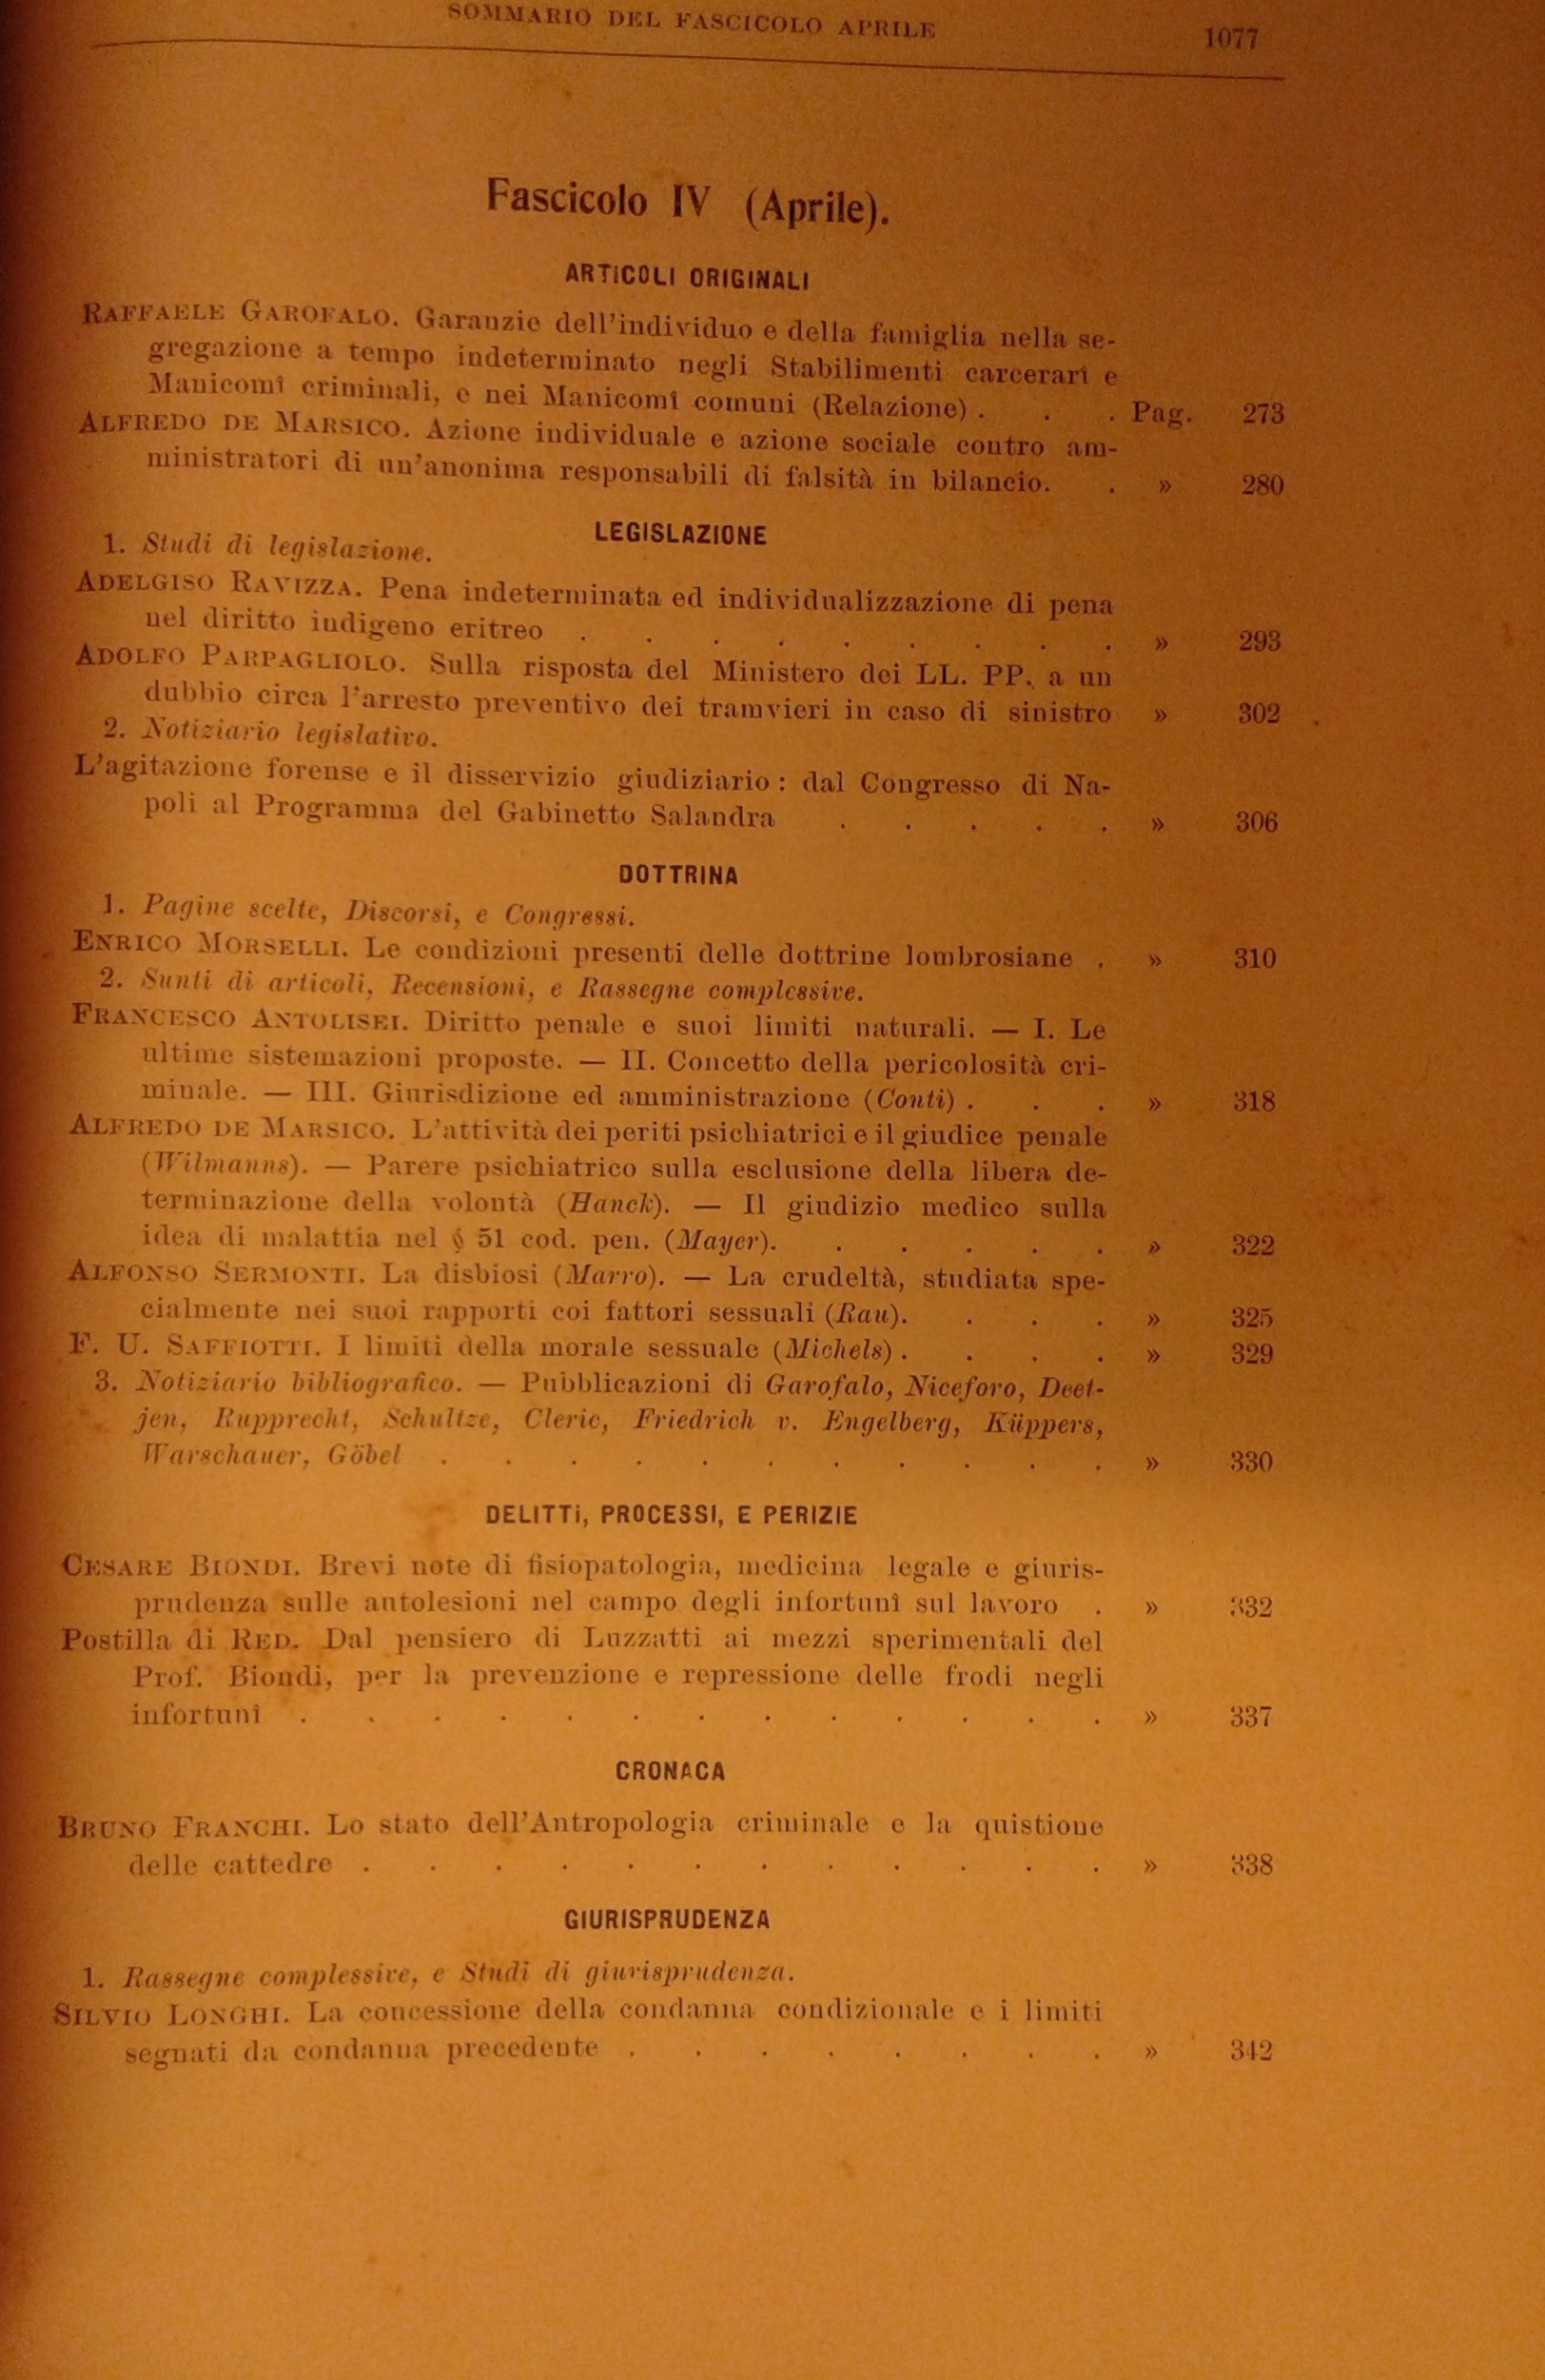 SOMMARIO DEL FASCICOLO APRILE 1077
Fascicolo IV (Aprile).
ARTICOLI ORIGINALI
RAFFAELE GAROFALO. Garanzie dell'individuo e della famiglia nella se-
gregazione a tempo indeterminato negli Stabilimenti carcerarî e
Manicomî criminali, e nei Manicomî comuni (Relazione) . . . Pag. 273
ALFREDO DE MARSICO. Azione individuale e azione sociale contro am-
ministratori di un'anonima responsabili di falsità in bilancio. . » 280
LEGISLAZIONE
1. Studi di legislazione.
ADELGISO RAVIZZA. Pena indeterminata ed individualizzazione di pena
nel diritto indigeno eritreo . . . . . . . . . » 293
ADOLFO PARPAGLIOLO. Sulla risposta del Ministero dei LL. PP. a un
dubbio circa l'arresto preventivo dei tramvieri in caso di sinistro » 302
2. Notiziario legislativo.
L'agitazione forense e il disservizio giudiziario: dal Congresso di Na-
poli al Programma del Gabinetto Salandra . . . . . » 306
DOTTRINA
1. Pagine scelte, Discorsi, e Congressi.
ENRICO MORSELLI. Le condizioni presenti delle dottrine lombrosiane . » 310
2. Sunti di articoli, Recensioni, e Rassegne complessive.
FRANCESCO ANTOLISEI. Diritto penale e suoi limiti naturali. — I. Le
ultime sistemazioni proposte. — II. Concetto della pericolosità cri-
minale. — III. Giurisdizione ed amministrazione (Conti) . . . » 318
ALFREDO DE MARSICO. L'attività dei periti psichiatrici e il giudice penale
(Wilmanns). — Parere psichiatrico sulla esclusione della libera de-
terminazione della volontà (Hanck). — Il giudizio medico sulla
idea di malattia nel § 51 cod. pen. (Mayer). . . . . . » 322
ALFONSO SERMONTI. La disbiosi (Marro). — La crudeltà, studiata spe-
cialmente nei suoi rapporti coi fattori sessuali (Rau). . . . » 325
F. U. SAFFIOTTI. I limiti della morale sessuale (Michels) . . . . » 329
3. Notiziario bibliografico. — Pubblicazioni di Garofalo, Niceforo, Deet-
jen, Rupprecht, Schultze, Cleric, Friedrich v. Engelberg, Küppers,
Warschauer, Göbel . . . . . . . . . . . » 330
DELITTI, PROCESSI, E PERIZIE
CESARE BIONDI. Brevi note di fisiopatologia, medicina legale e giuris-
prudenza sulle autolesioni nel campo degli infortunî sul lavoro . » 332
Postilla di RED. Dal pensiero di Luzzatti ai mezzi sperimentali del
Prof. Biondi, per la prevenzione e repressione delle frodi negli
infortunî . . . . . . . . . . . . . » 337
CRONACA
BRUNO FRANCHI. Lo stato dell'Antropologia criminale e la quistione
delle cattedre . . . . . . . . . . . . » 338
GIURISPRUDENZA
1. Rassegne complessive, e Studi di giurisprudenza.
SILVIO LONGHI. La concessione della condanna condizionale e i limiti
segnati da condanna precedente . . . . . . . . » 342